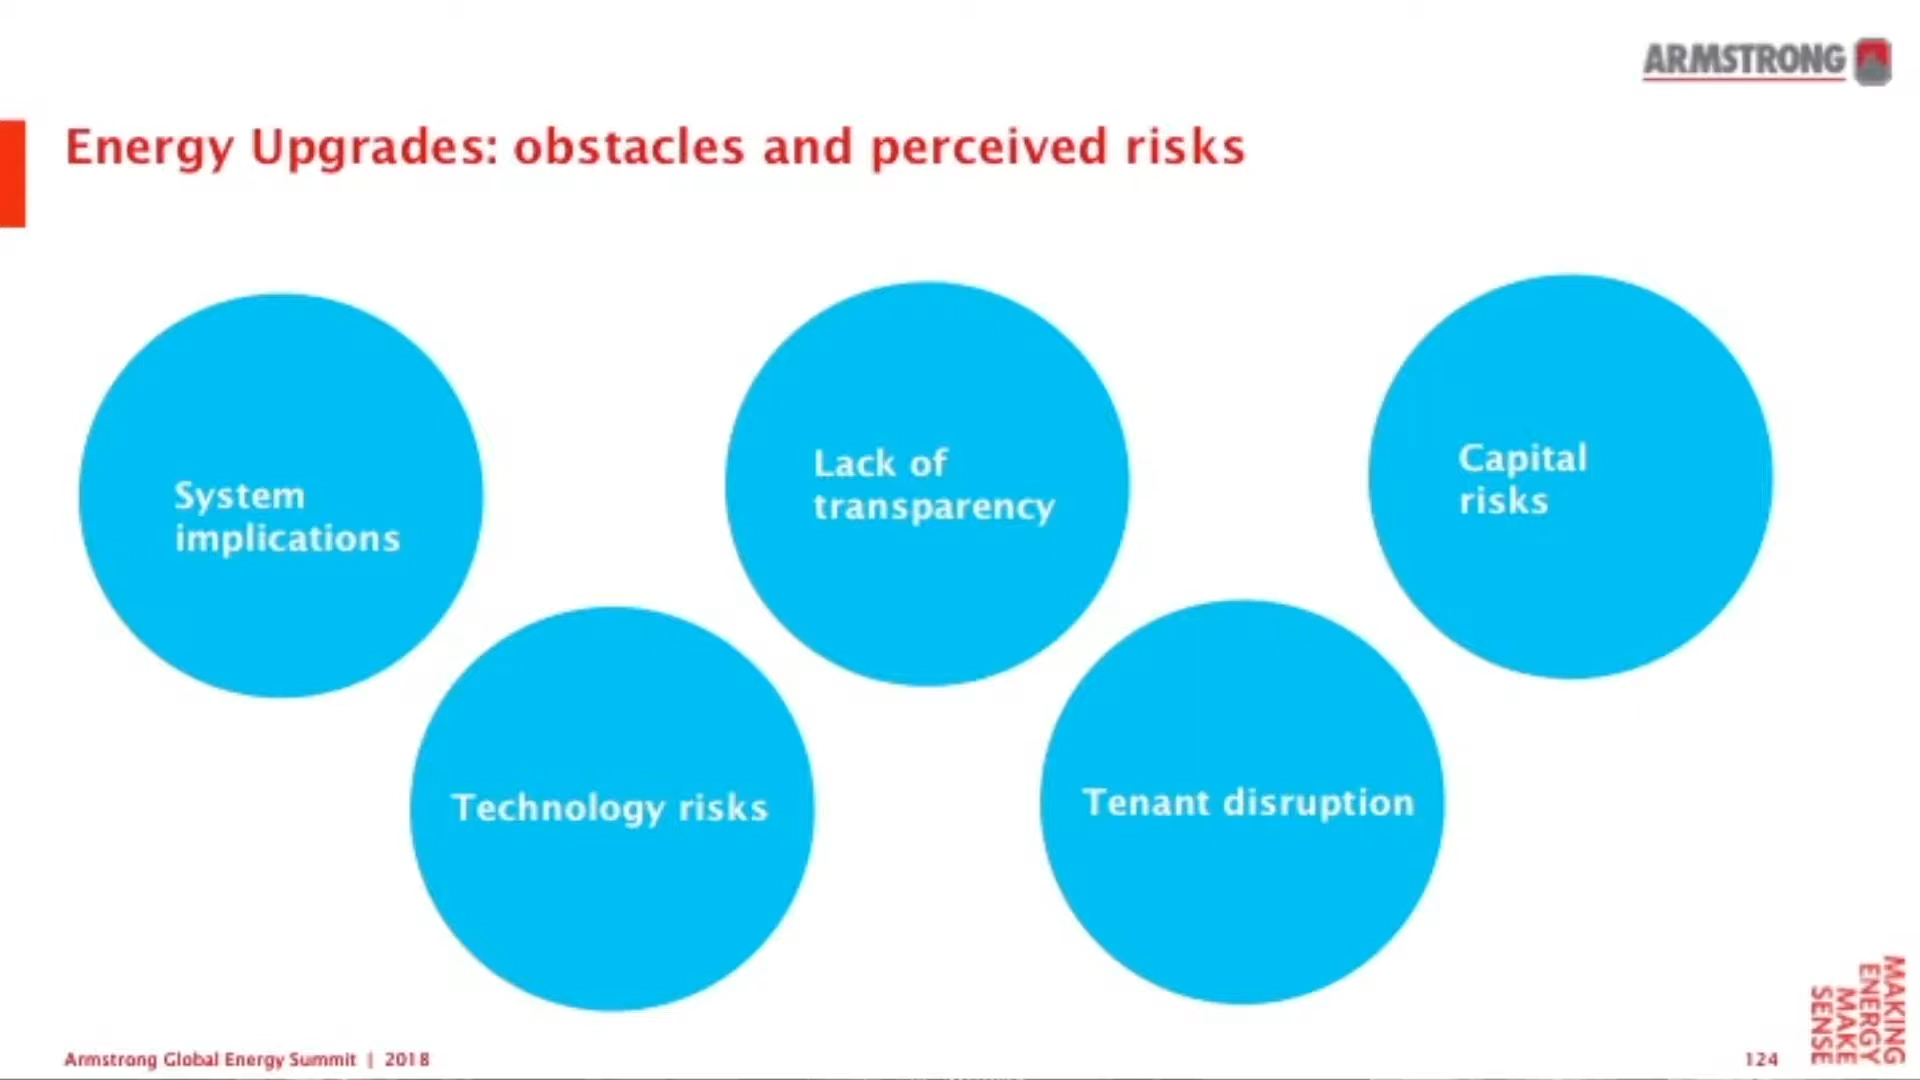 ARMSTRONG
Energy Upgrades: obstacles and perceived risks
System
implications
Technology risks
Lack of
transparency
Tenant disruption
Capital
risks
Armstrong Global Energy Summit | 2018
124
MAKING
ENERGY
MAKE
SENSE